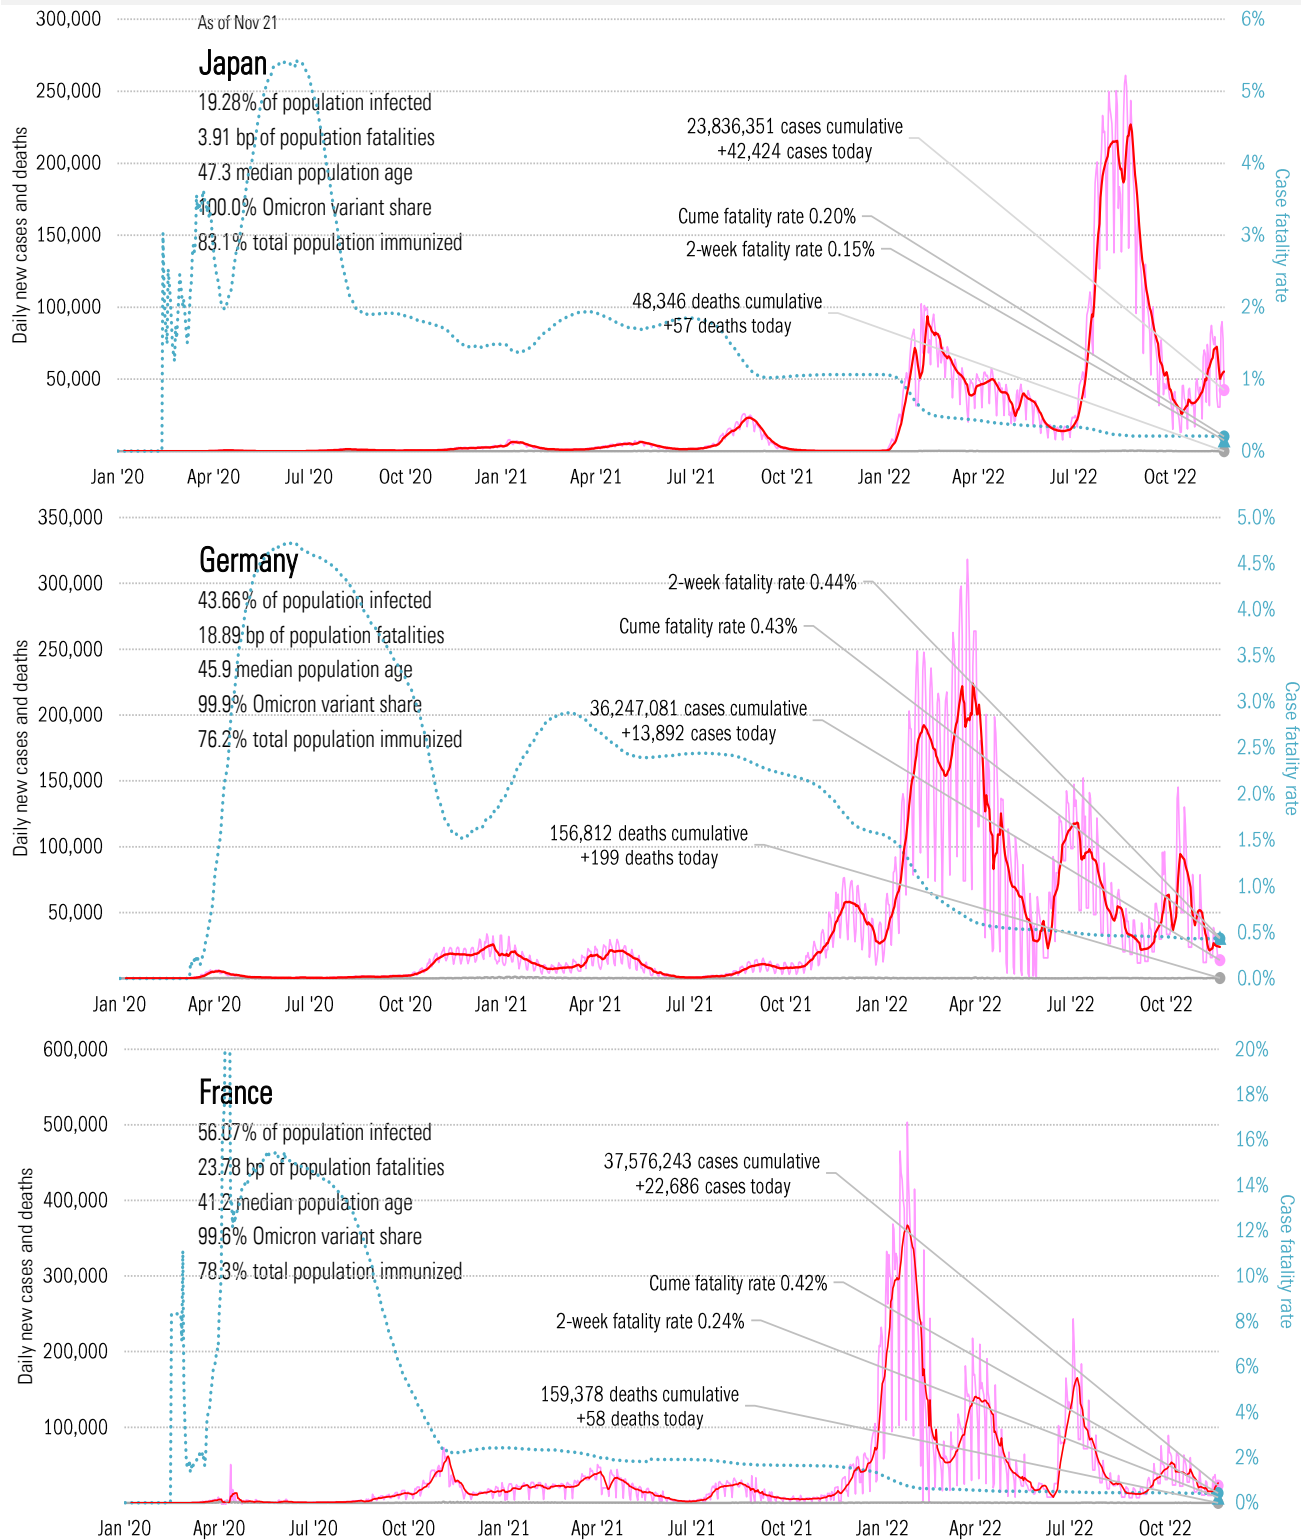 300,000
As of Nov 21
6%
Japan
19.28% of population infected
250,000
5%
3.91 bp of population fatalities
23,836,351 cases cumulative
+42,424 cases today
200,000
4%
47.3 median population age
100.0% Omicron variant share
Cume fatality rate 0.20%
150,000
3%
83.1% total population immunized
2-week fatality rate 0.15%
100,000
2%
48,346 deaths cumulative
+57 deaths today
50,000
1%
0%
Daily new cases and deaths
Case fatality rate
Jan '20 Apr '20 Jul '20 Oct '20 Jan '21 Apr '21 Jul '21 Oct '21 Jan '22 Apr '22 Jul '22 Oct '22
350,000
5.0%
Germany
4.5%
300,000
2-week fatality rate 0.44%
43.66% of population infected
4.0%
Cume fatality rate 0.43%
18.89 bp of population fatalities
250,000
3.5%
45.9 median population age
99.9% Omicron variant share
3.0%
36,247,081 cases cumulative
200,000
+13,892 cases today
76.2% total population immunized
2.5%
150,000
2.0%
156,812 deaths cumulative
1.5%
100,000
+199 deaths today
1.0%
50,000
0.5%
0.0%
Daily new cases and deaths
Case fatality rate
Jan '20 Apr '20 Jul '20 Oct '20 Jan '21 Apr '21 Jul '21 Oct '21 Jan '22 Apr '22 Jul '22 Oct '22
600,000
20%
France
18%
500,000
56.07% of population infected
16%
37,576,243 cases cumulative
23.78 bp of population fatalities
+22,686 cases today
14%
400,000
41.2 median population age
99.6% Omicron variant share
12%
78.3% total population immunized
300,000
10%
Cume fatality rate 0.42%
2-week fatality rate 0.24%
8%
200,000
6%
159,378 deaths cumulative
+58 deaths today
4%
100,000
2%
0%
Daily new cases and deaths
Case fatality rate
Jan '20 Apr '20 Jul '20 Oct '20 Jan '21 Apr '21 Jul '21 Oct '21 Jan '22 Apr '22 Jul '22 Oct '22